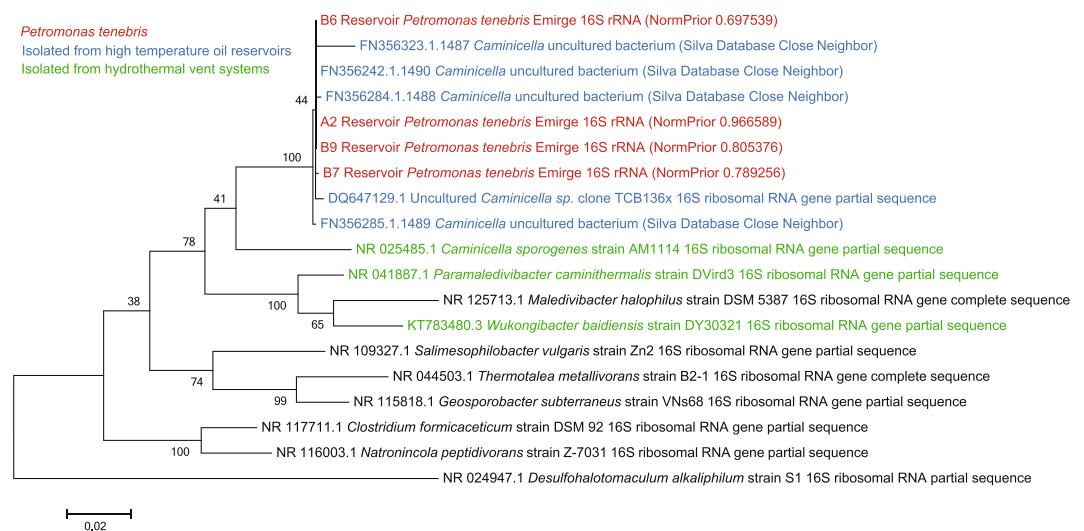 B6 Reservoir Petromonas tenebris Emirge 16S rRNA (NormPrior 0.697539)
Petromonas tenebris
Isolated from high temperature oil reservoirs
Isolated from hydrothermal vent systems
FN356323.1.1487 Caminicella uncultured bacterium (Silva Database Close Neighbor)
FN356242.1.1490 Caminicella uncultured bacterium (Silva Database Close Neighbor)
44
FN356284.1.1488 Caminicella uncultured bacterium (Silva Database Close Neighbor)
A2 Reservoir Petromonas tenebris Emirge 16S rRNA (NormPrior 0.966589)
B9 Reservoir Petromonas tenebris Emirge 16S rRNA (NormPrior 0.805376)
100
B7 Reservoir Petromonas tenebris Emirge 16S rRNA (NormPrior 0.789256)
DQ647129.1 Uncultured Caminicella sp. clone TCB136x 16S ribosomal RNA gene partial sequence
41
FN356285.1.1489 Caminicella uncultured bacterium (Silva Database Close Neighbor)
78
NR 025485.1 Caminicella sporogenes strain AM1114 16S ribosomal RNA gene partial sequence
NR 041887.1 Paramaledivibacter caminithermalis strain DVird3 16S ribosomal RNA gene partial sequence
38
100
NR 125713.1 Maledivibacter halophilus strain DSM 5387 16S ribosomal RNA gene complete sequence
65
KT783480.3 Wukongibacter baidiensis strain DY30321 16S ribosomal RNA gene partial sequence
NR 109327.1 Salimesophilobacter vulgaris strain Zn2 16S ribosomal RNA gene partial sequence
74
NR 044503.1 Thermotalea metallivorans strain B2-1 16S ribosomal RNA gene complete sequence
99
NR 115818.1 Geosporobacter subterraneus strain VNs68 16S ribosomal RNA gene partial sequence
NR 117711.1 Clostridium formicaceticum strain DSM 92 16S ribosomal RNA gene partial sequence
100
NR 116003.1 Natronincola peptidivorans strain Z-7031 16S ribosomal RNA gene partial sequence
NR 024947.1 Desulfohalotomaculum alkaliphilum strain S1 16S ribosomal RNA partial sequence
0.02